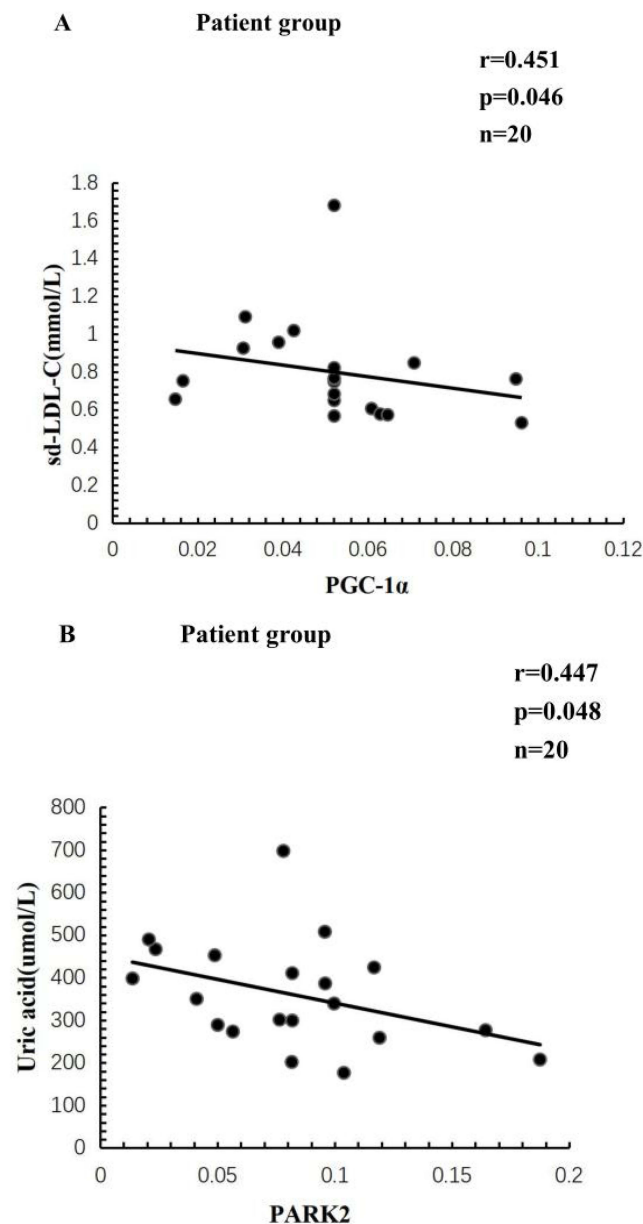 A Patient group
r=0.451
p=0.046
n=20
1.8
1.6
1.4
1.2
1
0.8
0.6
0.4
0.2
0
sd-LDL-C(mmol/L)
0 0.02 0.04 0.06 0.08 0.1 0.12
PGC-1α
B Patient group
r=0.447
p=0.048
n=20
800
700
600
500
400
300
200
100
0
Uric acid(umol/L)
0 0.05 0.1 0.15 0.2
PARK2